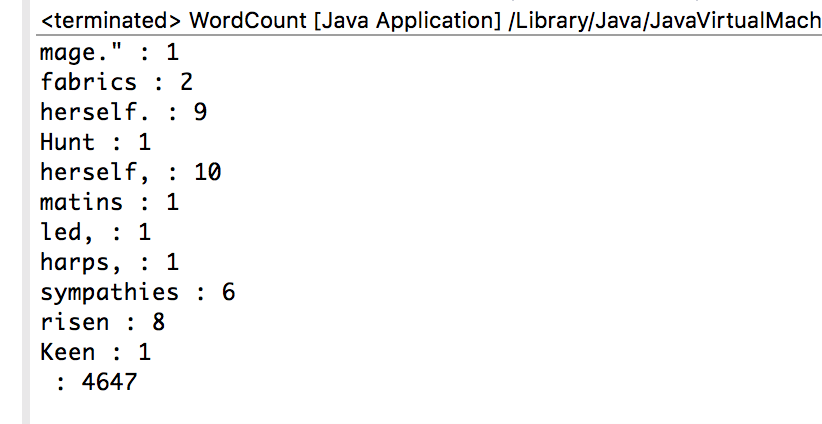 <terminated> WordCount [Java Application] /Library/Java/JavaVirtualMach
mage." : 1
fabrics : 2
herself. : 9
Hunt : 1
herself, : 10
matins : 1
led, : 1
harps, : 1
sympathies : 6
risen : 8
Keen : 1
 : 4647